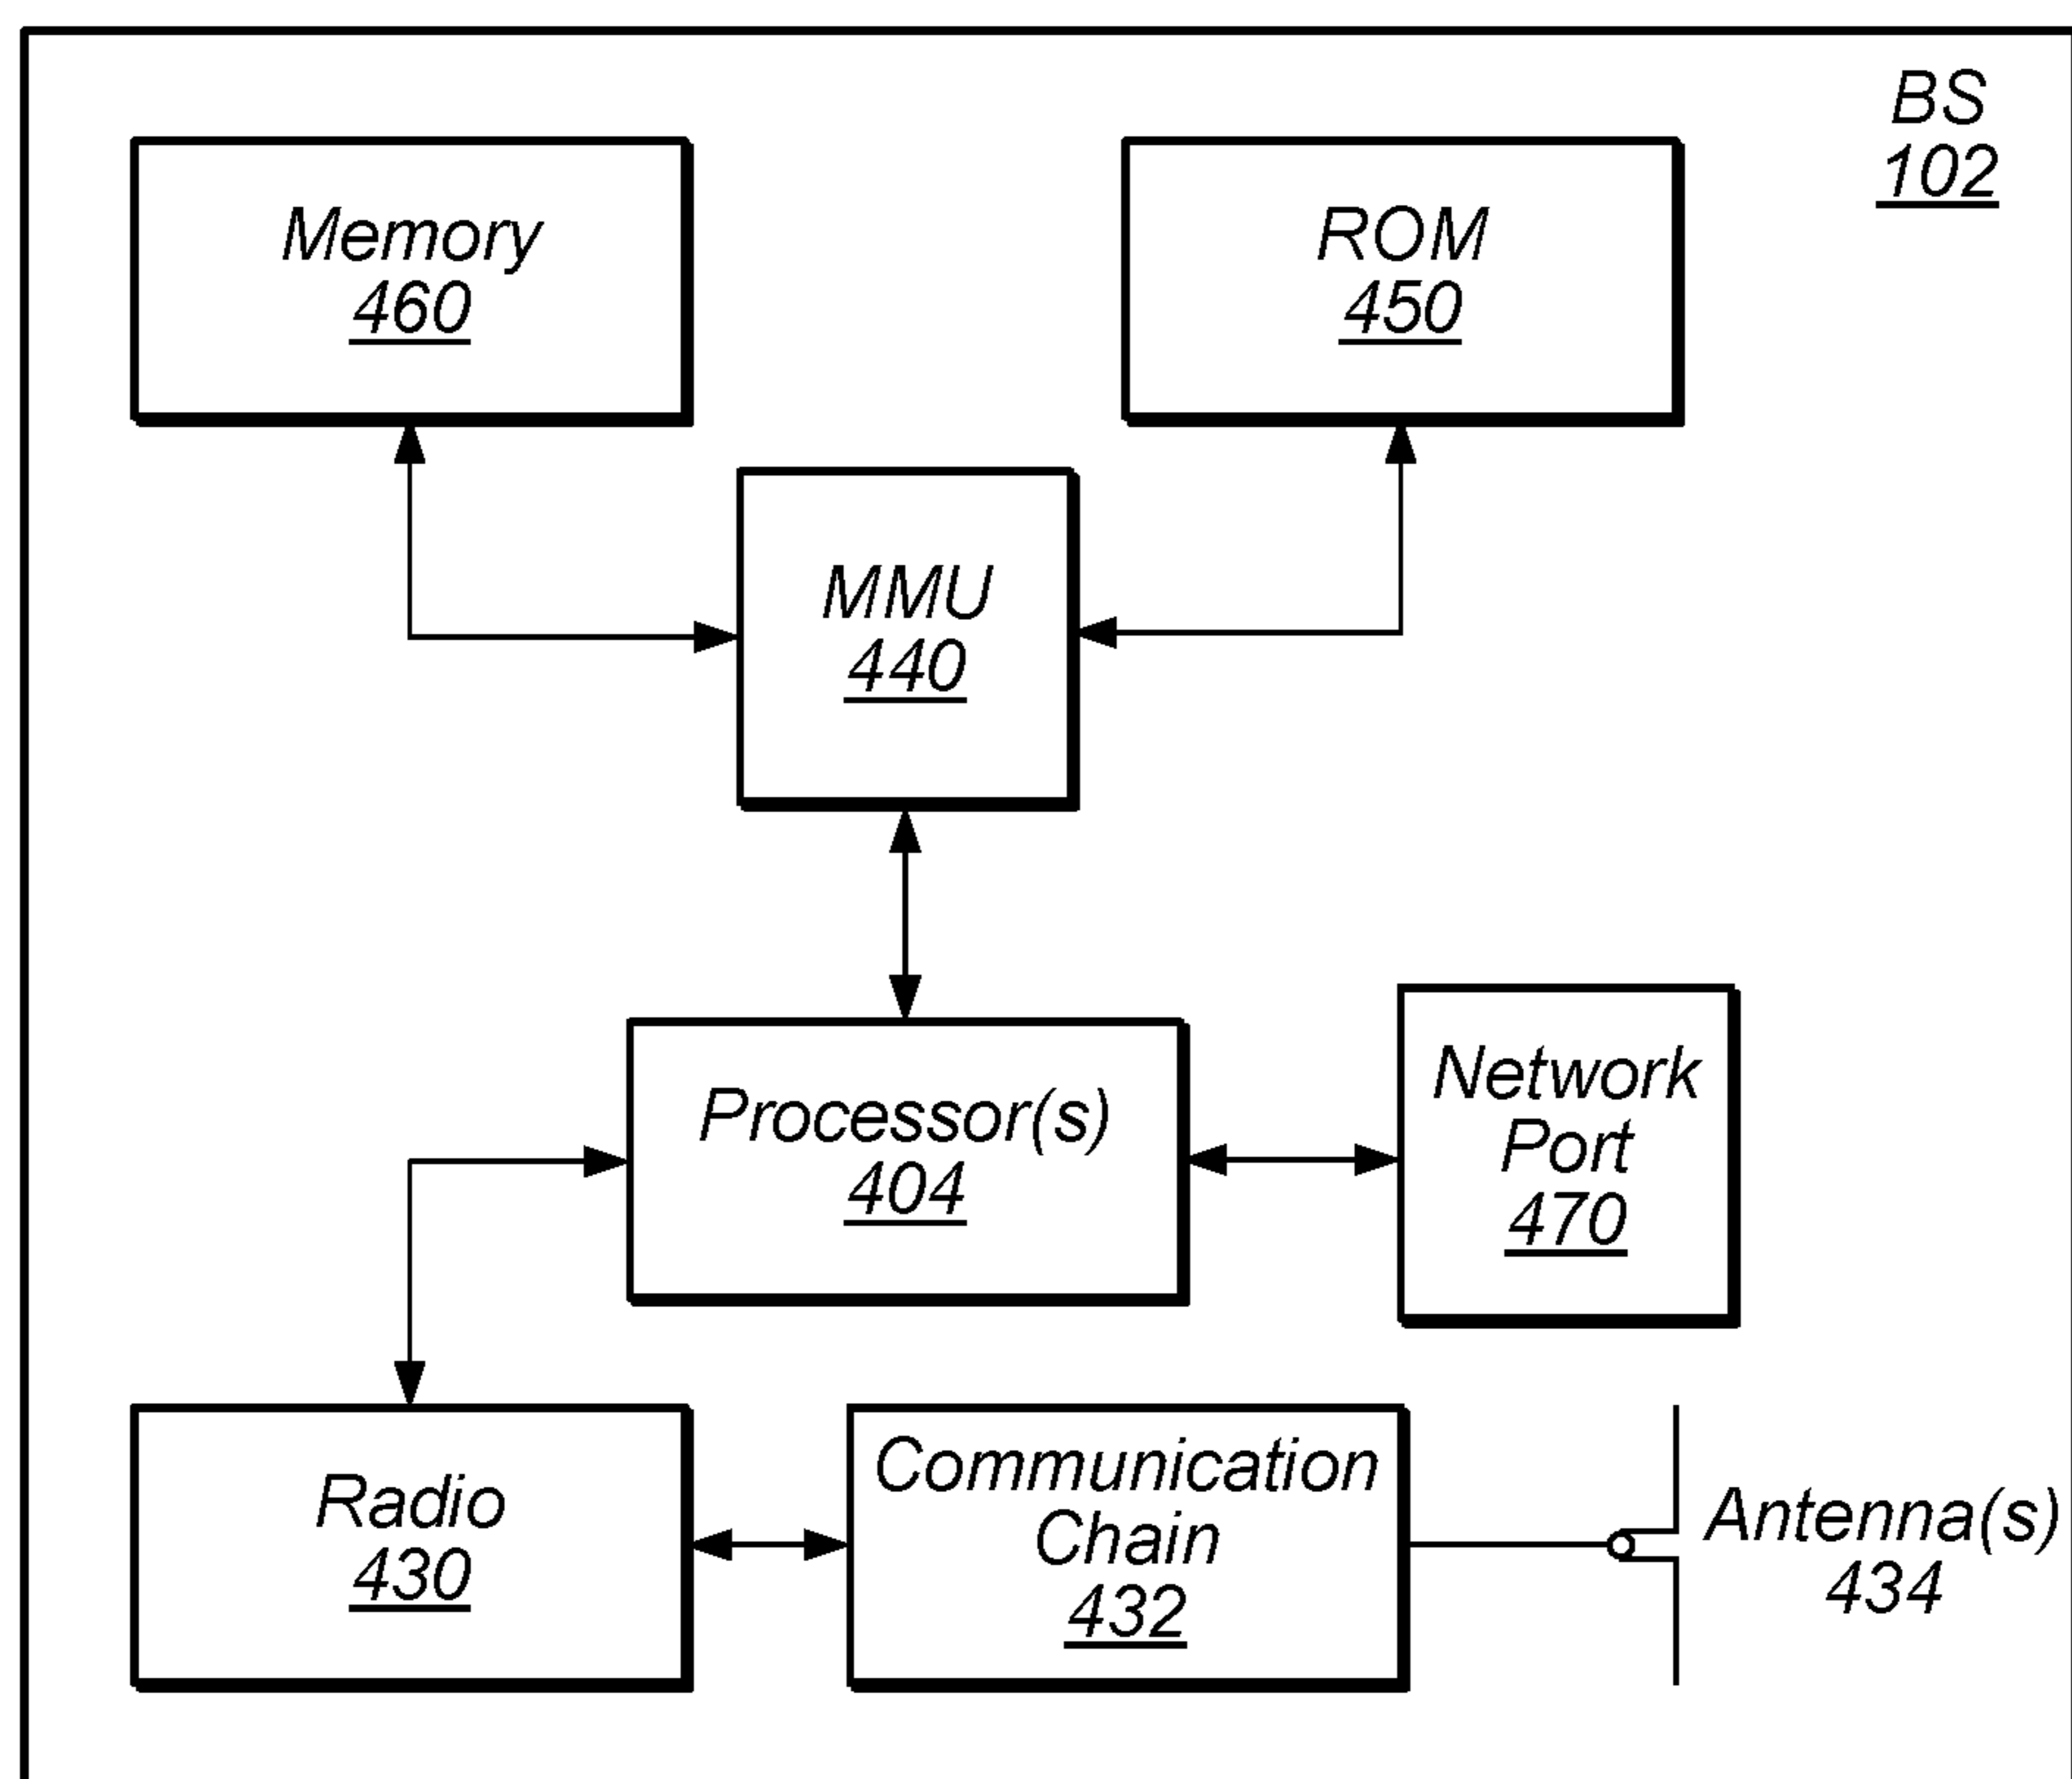 BS
102
Memory
460
ROM
450
MMU
440
Processor(s)
404
Network
Port
470
Radio
430
Communication
Chain
432
Antenna(s)
434